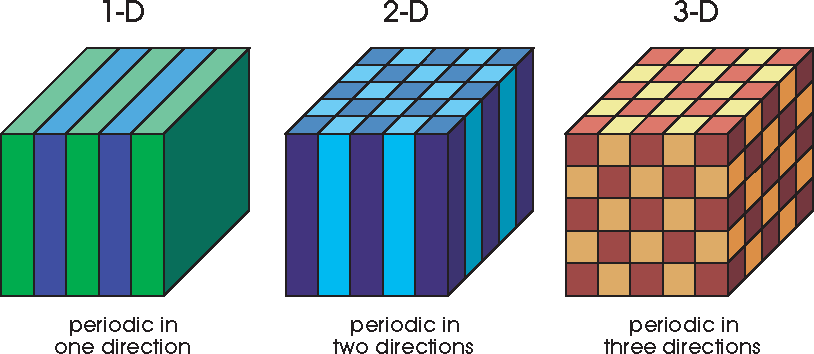 1-D
2-D
3-D
periodic in
one direction
periodic in
two directions
periodic in
three directions